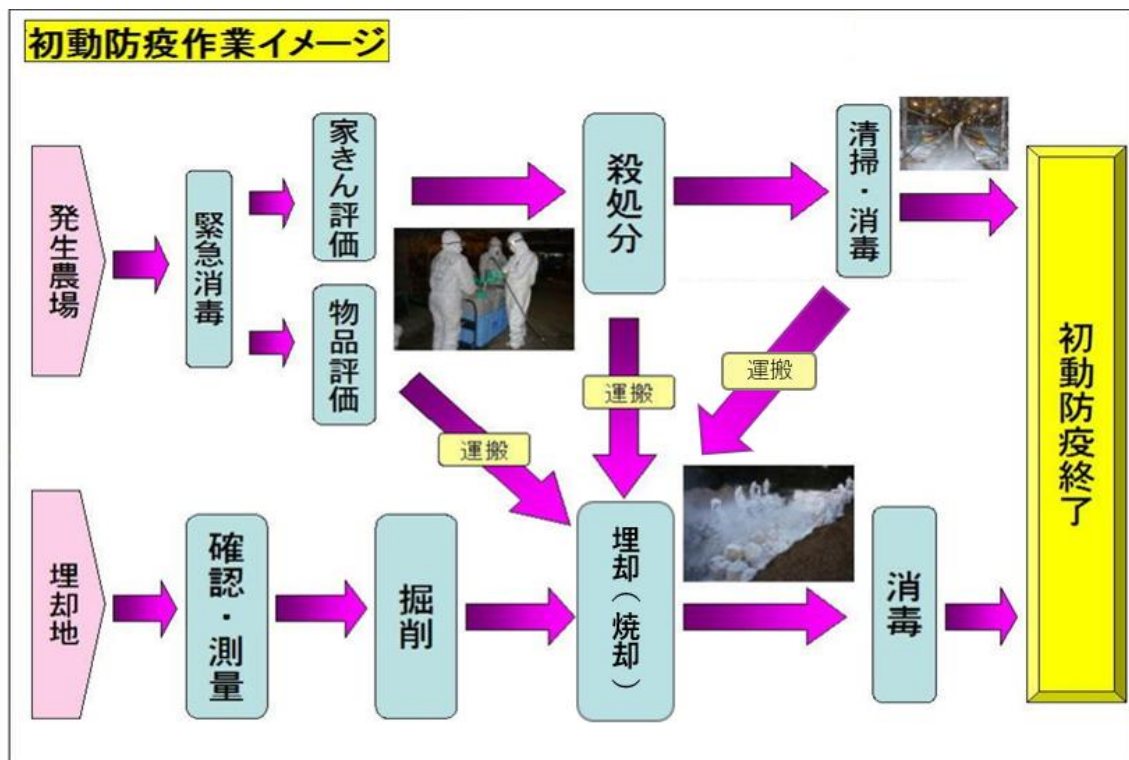 初動防疫作業イメージ
発生農場
緊急消毒
家きん評価
物品評価
殺処分
清掃・消毒
運搬
運搬
運搬
埋却地
確認・測量
掘削
埋却(焼却)
消毒
初動防疫終了